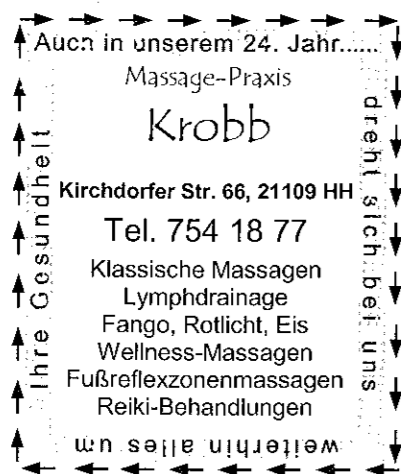 Auch in unserem 24. Jahr......
dreht sich bei uns
weiterhin alles um
Ihre Gesundheit
Massage-Praxis
Krobb
Kirchdorfer Str. 66, 21109 HH
Tel. 754 18 77
Klassische Massagen
Lymphdrainage
Fango, Rotlicht, Eis
Wellness-Massagen
Fußreflexzonenmassagen
Reiki-Behandlungen